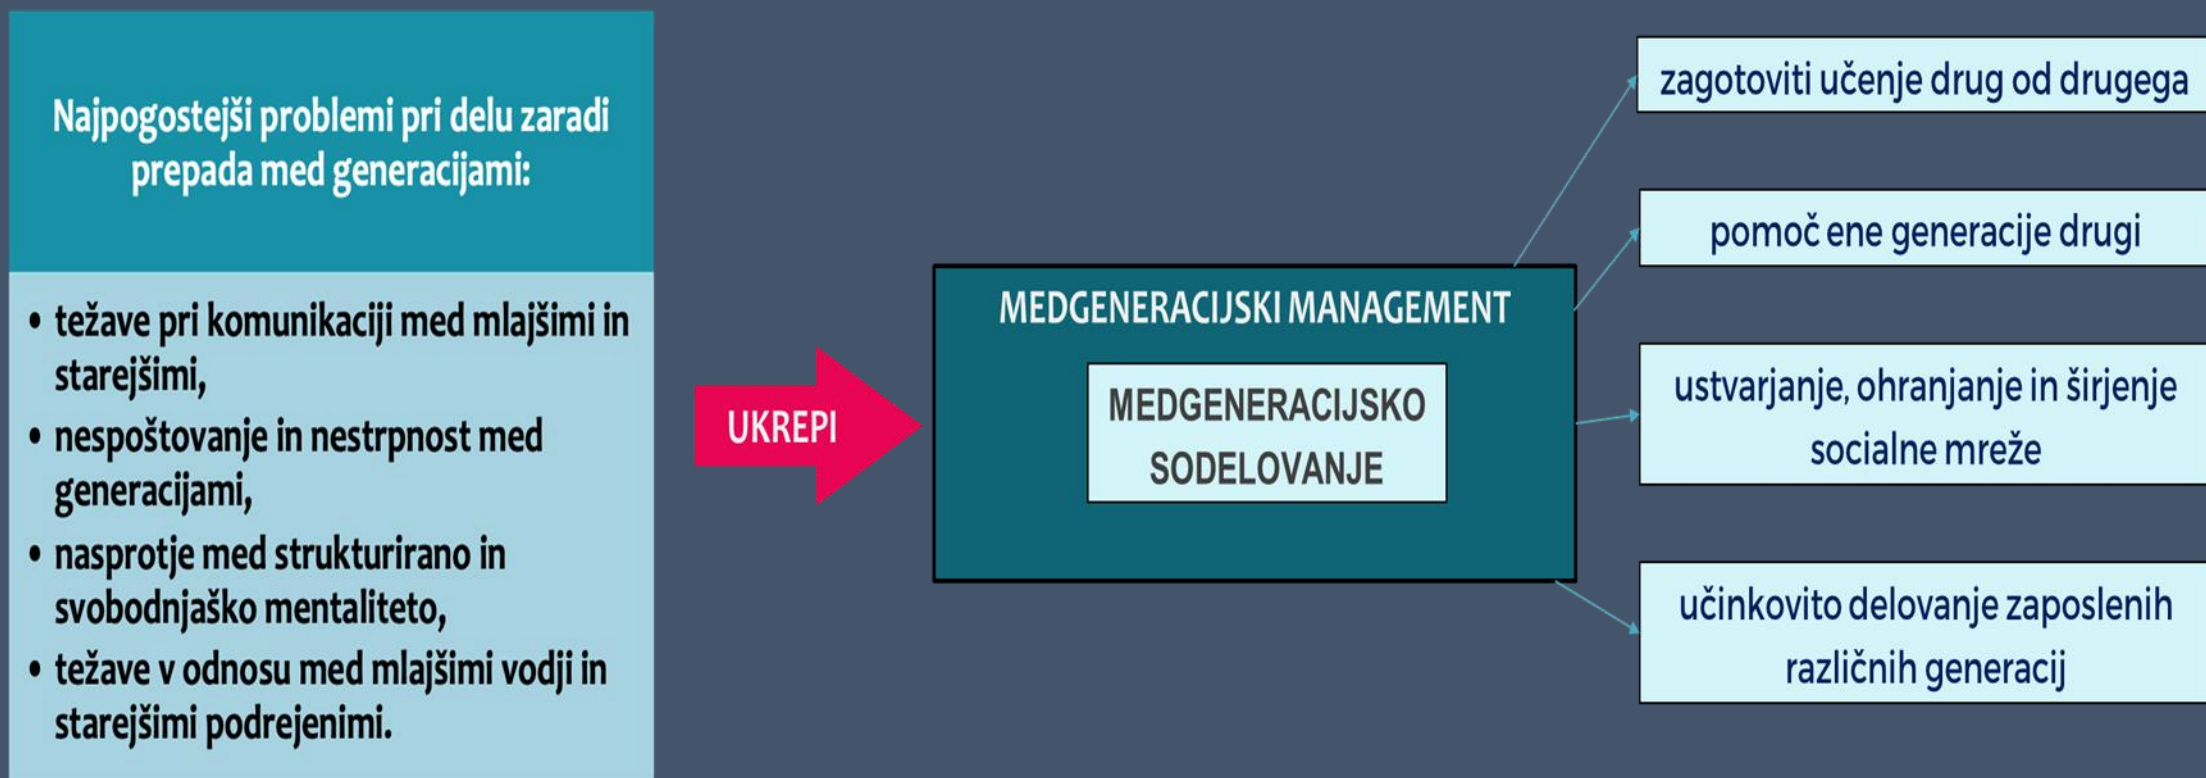 Najpogostejši problemi pri delu zaradi
prepada med generacijami:
• težave pri komunikaciji med mlajšimi in
starejšimi,
• nespoštovanje in nestrpnost med
generacijami,
• nasprotje med strukturirano in
svobodnjaško mentaliteto,
• težave v odnosu med mlajšimi vodji in
starejšimi podrejenimi.
UKREPI
MEDGENERACIJSKI MANAGEMENT
MEDGENERACIJSKO
SODELOVANJE
zagotoviti učenje drug od drugega
pomoč ene generacije drugi
ustvarjanje, ohranjanje in širjenje
socialne mreže
učinkovito delovanje zaposlenih
različnih generacij